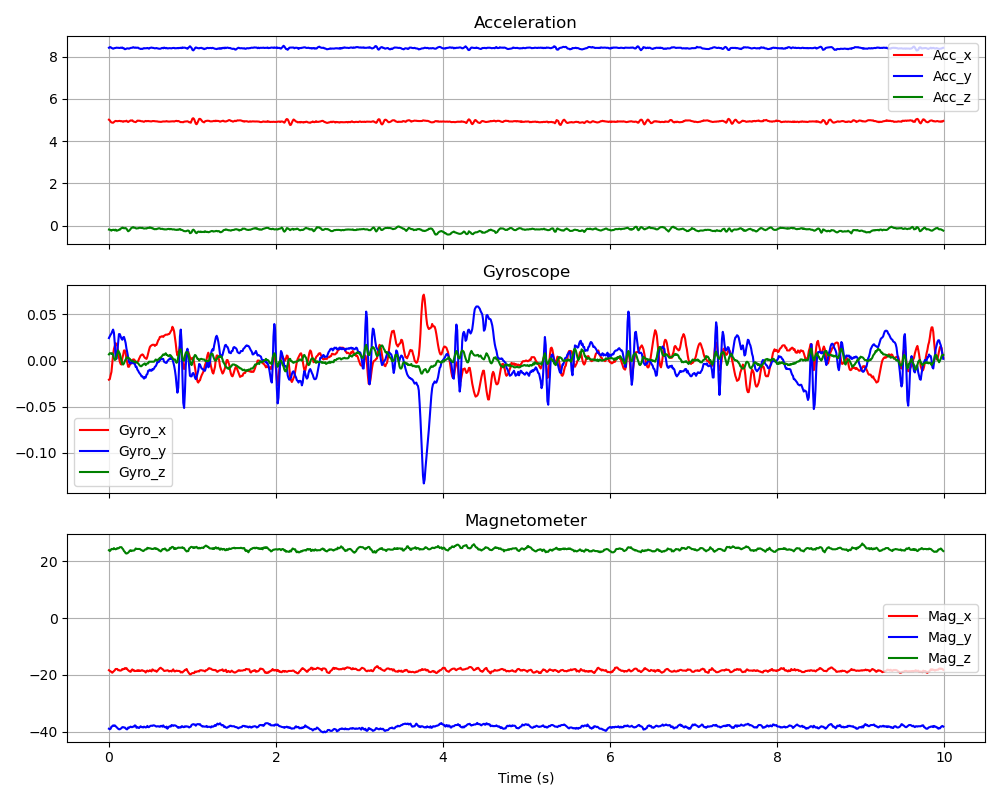 Acceleration
8
6
4
2
0
Acc_x
Acc_y
Acc_z
Gyroscope
0.05
0.00
−0.05
−0.10
Gyro_x
Gyro_y
Gyro_z
Magnetometer
20
0
−20
−40
Mag_x
Mag_y
Mag_z
0 2 4 6 8 10
Time (s)